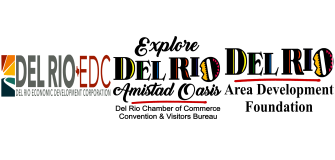 DEL RIO EDC
DEL RIO ECONOMIC DEVELOPMENT CORPORATION
Explore
DEL RIO
Amistad Oasis
Del Rio Chamber of Commerce
Convention & Visitors Bureau
DEL RIO
Area Development
Foundation